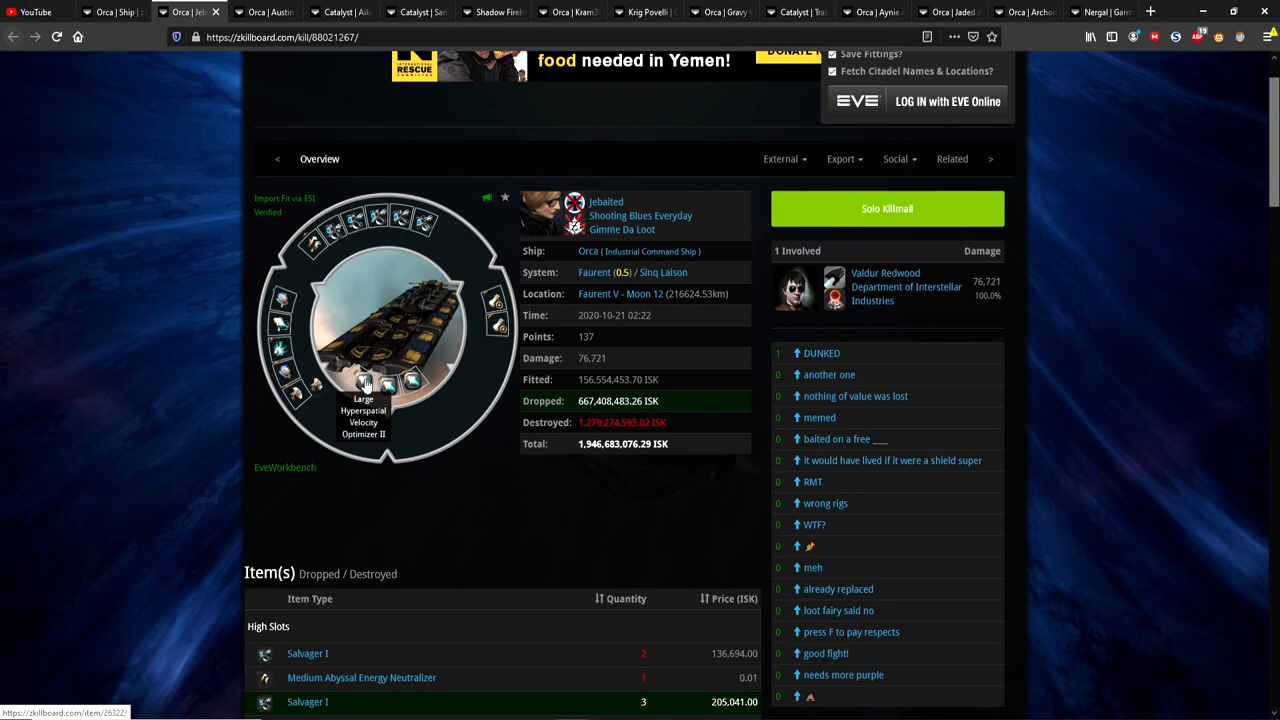 YouTube
Orca | Ship |
Orca | Jeb
Orca | Austin
Catalyst | Aik
Catalyst | San
Shadow Fire
Orca | Kram3
Krig Povelli |
Orca | Gravy
Catalyst | Tra
Orca | Aynie
Orca | Jaded A
Orca | Archor
Nergal | Garn
https://zkillboard.com/kill/88021267/
19
INTERNATIONAL
RESCUE
COMMITTEE
food needed in Yemen!
DONATE
Save Fittings?
Fetch Citadel Names & Locations?
EVE LOG IN with EVE Online
< Overview External Export Social Related >
Import Fit via ESI
Verified
Large
Hyperspatial
Velocity
Optimizer II
EveWorkbench
Jebaited
Shooting Blues Everyday
Gimme Da Loot
Ship: Orca ( Industrial Command Ship )
System: Faurent (0.5) / Sinq Laison
Location: Faurent V - Moon 12 (216624.53km)
Time: 2020-10-21 02:22
Points: 137
Damage: 76,721
Fitted: 156,554,453.70 ISK
Dropped: 667,408,483.26 ISK
Destroyed: 1,279,274,593.02 ISK
Total: 1,946,683,076.29 ISK
Solo Killmail
1 Involved Damage
Valdur Redwood
Department of Interstellar
Industries
76,721
100.0%
1 DUNKED
0 another one
0 nothing of value was lost
0 memed
0 baited on a free ___
0 it would have lived if it were a shield super
0 RMT
0 wrong rigs
0 WTF?
0
0 meh
0 already replaced
0 loot fairy said no
0 press F to pay respects
0 good fight!
0 needs more purple
0
Item(s) Dropped / Destroyed
Item Type Quantity Price (ISK)
High Slots
Salvager I 2 136,694.00
Medium Abyssal Energy Neutralizer 1 0.01
Salvager I 3 205,041.00
https://zkillboard.com/item/26322/